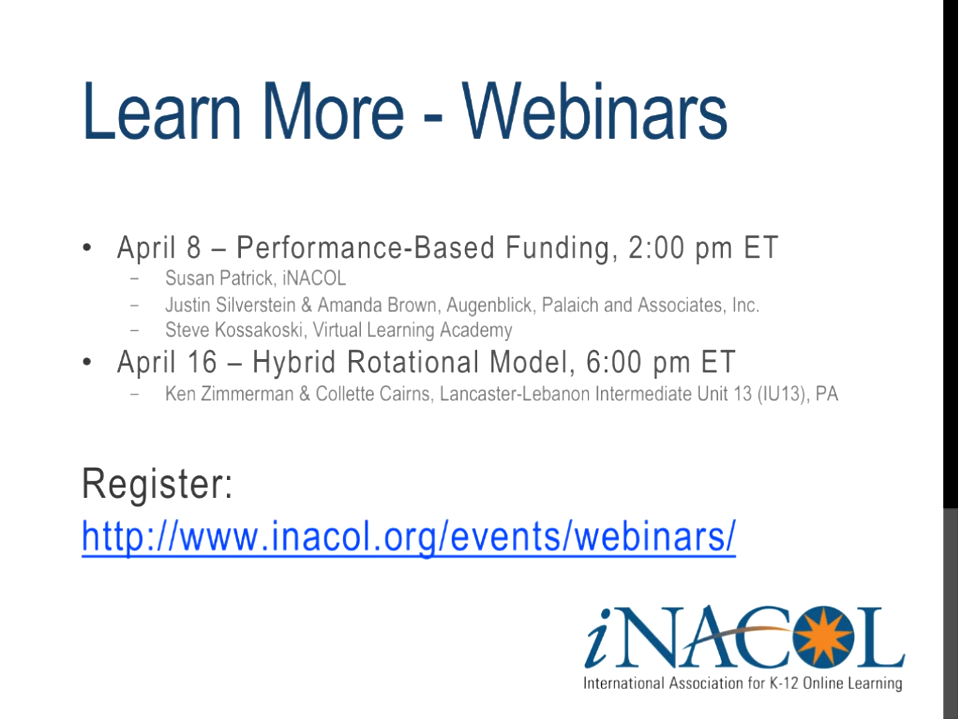 Learn More - Webinars
• April 8 – Performance-Based Funding, 2:00 pm ET
– Susan Patrick, iNACOL
– Justin Silverstein & Amanda Brown, Augenblick, Palaich and Associates, Inc.
– Steve Kossakoski, Virtual Learning Academy
• April 16 – Hybrid Rotational Model, 6:00 pm ET
– Ken Zimmerman & Collette Cairns, Lancaster-Lebanon Intermediate Unit 13 (IU13), PA
Register:
http://www.inacol.org/events/webinars/
iNACOL
International Association for K-12 Online Learning